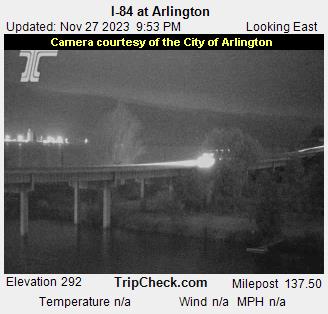 I-84 at Arlington
Updated: Nov 27 2023 9:53 PM Looking East
Camera courtesy of the City of Arlington
Elevation 292 TripCheck.com Milepost 137.50
Temperature n/a Wind n/a MPH n/a